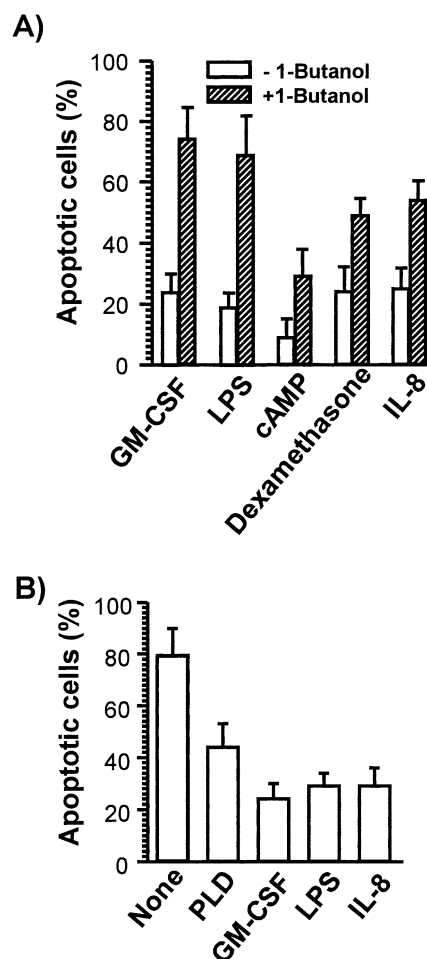 A)
Apoptotic cells (%)
100
80
60
40
20
0
- 1-Butanol
+1-Butanol
GM-CSF
LPS
cAMP
Dexamethasone
IL-8
B)
Apoptotic cells (%)
100
80
60
40
20
0
None
PLD
GM-CSF
LPS
IL-8